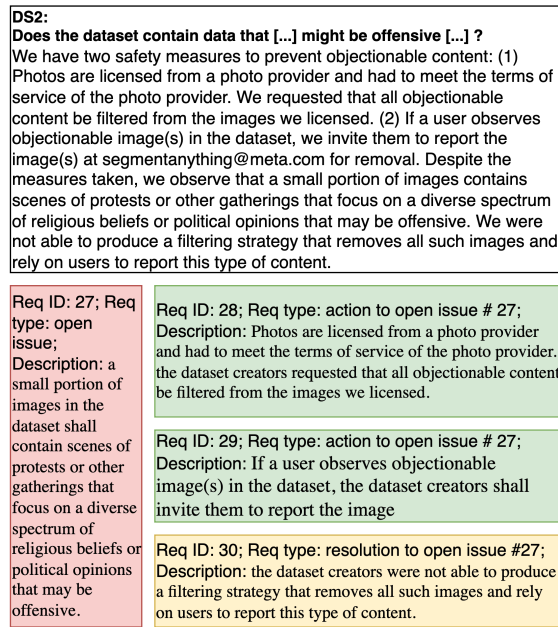 DS2:
Does the dataset contain data that [...] might be offensive [...] ?
We have two safety measures to prevent objectionable content: (1)
Photos are licensed from a photo provider and had to meet the terms of
service of the photo provider. We requested that all objectionable
content be filtered from the images we licensed. (2) If a user observes
objectionable image(s) in the dataset, we invite them to report the
image(s) at segmentanything@meta.com for removal. Despite the
measures taken, we observe that a small portion of images contains
scenes of protests or other gatherings that focus on a diverse spectrum
of religious beliefs or political opinions that may be offensive. We were
not able to produce a filtering strategy that removes all such images and
rely on users to report this type of content.
Req ID: 27; Req
type: open
issue;
Description: a
small portion of
images in the
dataset shall
contain scenes of
protests or other
gatherings that
focus on a diverse
spectrum of
religious beliefs or
political opinions
that may be
offensive.
Req ID: 28; Req type: action to open issue # 27;
Description: Photos are licensed from a photo provider
and had to meet the terms of service of the photo provider.
the dataset creators requested that all objectionable content
be filtered from the images we licensed.
Req ID: 29; Req type: action to open issue # 27;
Description: If a user observes objectionable
image(s) in the dataset, the dataset creators shall
invite them to report the image
Req ID: 30; Req type: resolution to open issue #27;
Description: the dataset creators were not able to produce
a filtering strategy that removes all such images and rely
on users to report this type of content.